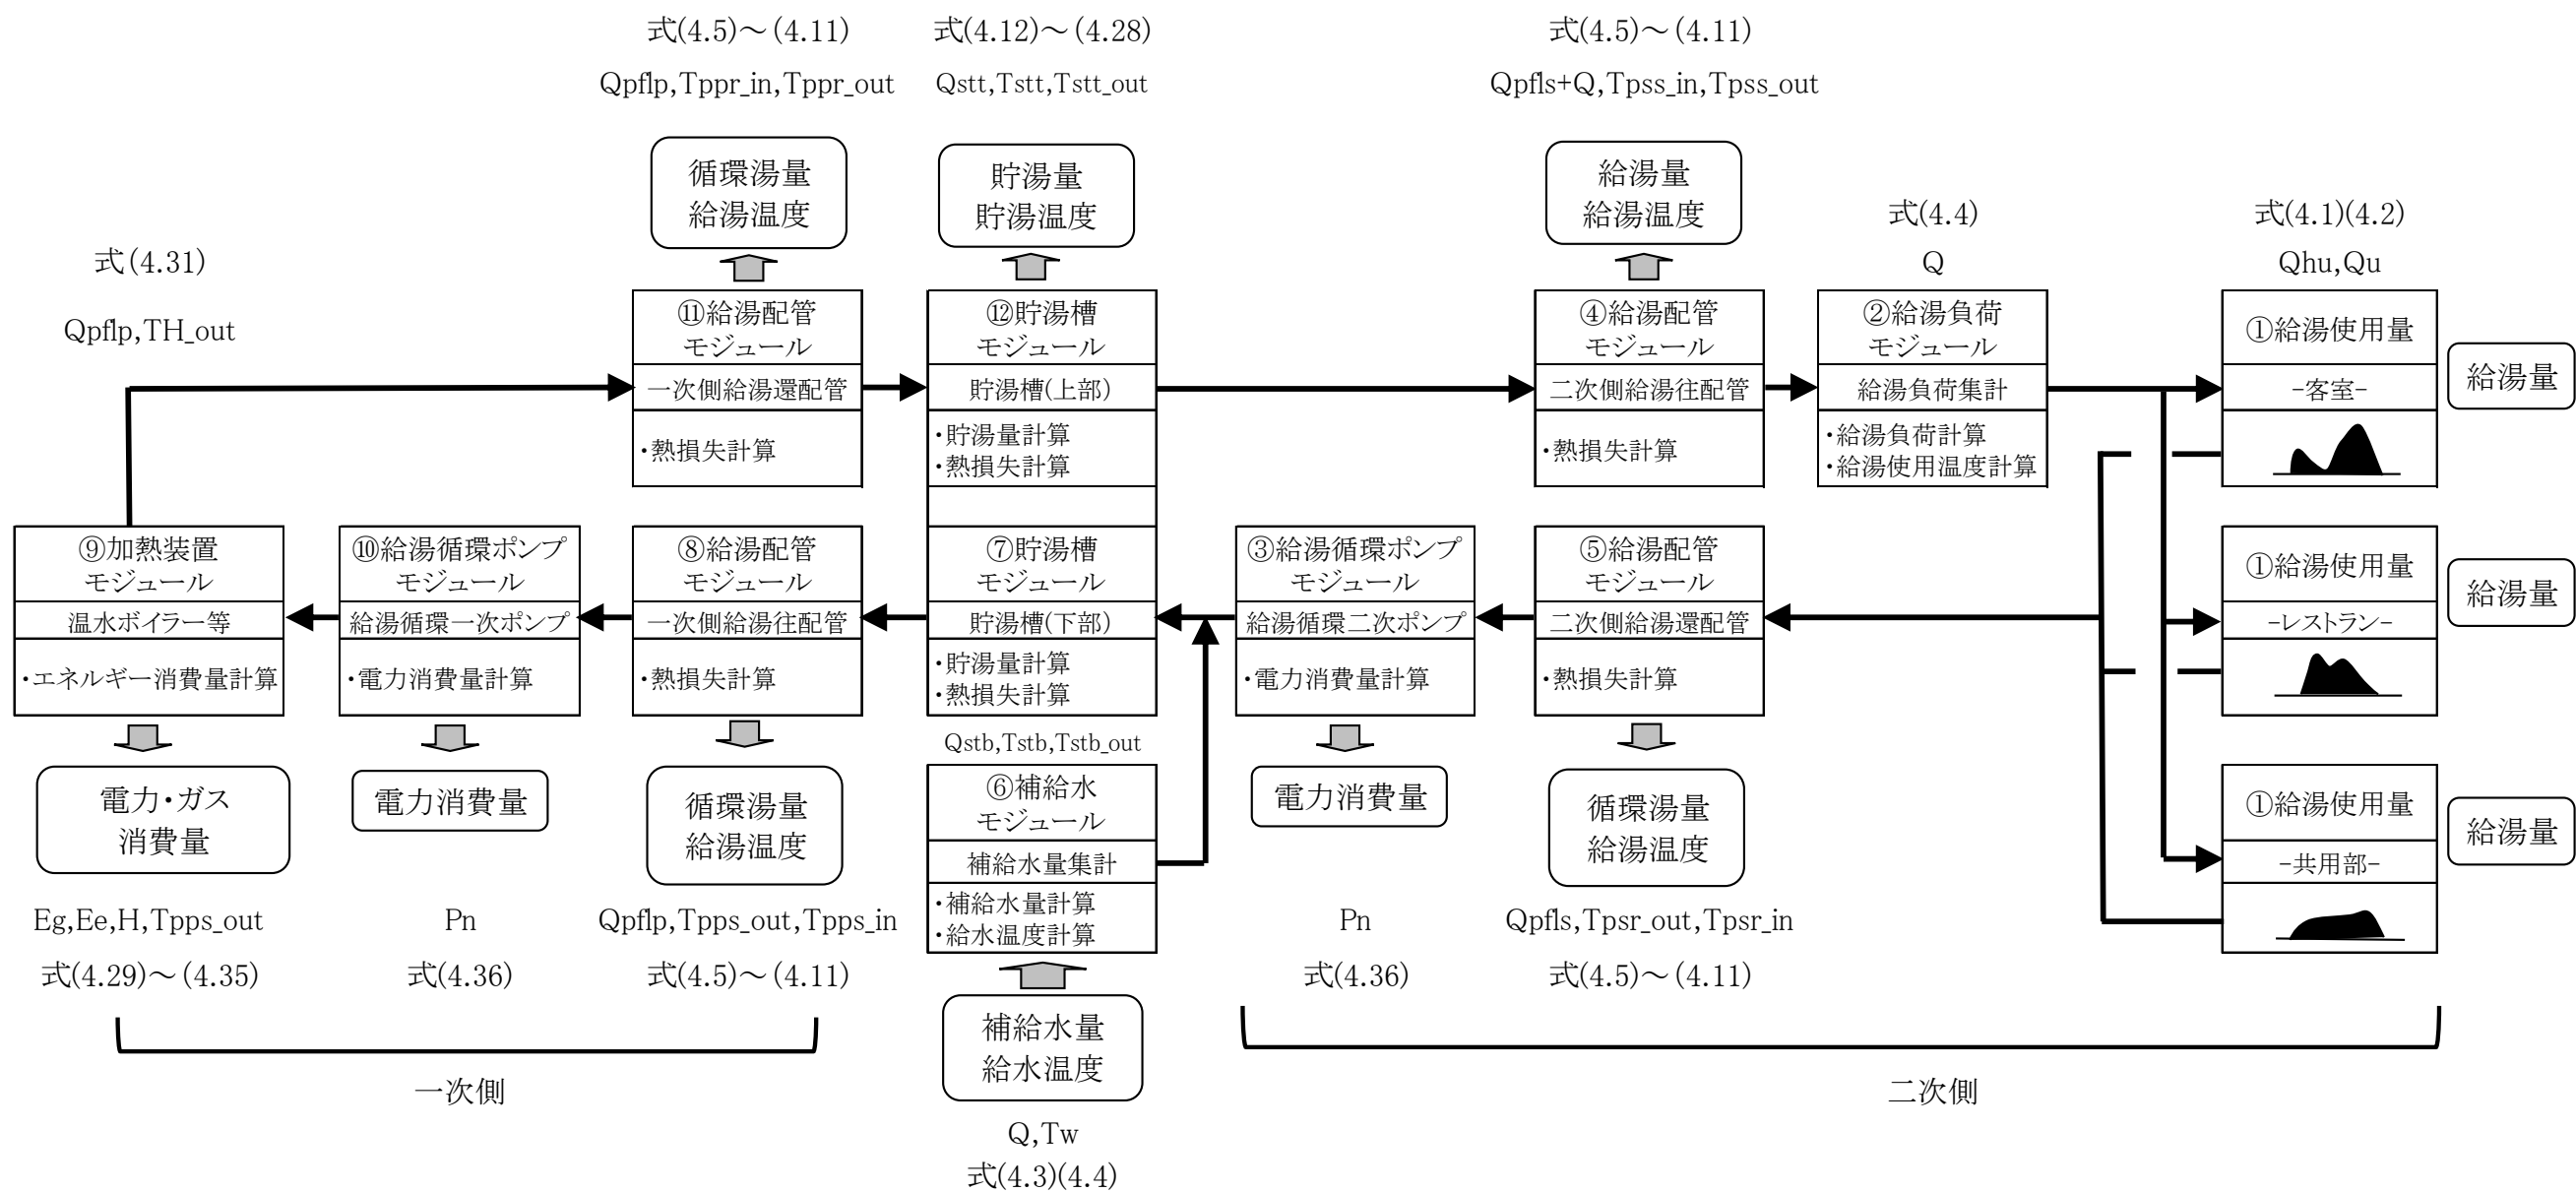 式(4.5)～(4.11)
Qpflp,Tppr_in,Tppr_out
循環湯量
給湯温度
式(4.12)～(4.28)
Qstt,Tstt,Tstt_out
貯湯量
貯湯温度
式(4.5)～(4.11)
Qpfls+Q,Tpss_in,Tpss_out
給湯量
給湯温度
式(4.4)
Q
式(4.1)(4.2)
Qhu,Qu
式(4.31)
Qpflp,TH_out
⑪給湯配管
モジュール
一次側給湯還配管
・熱損失計算
⑫貯湯槽
モジュール
貯湯槽(上部)
・貯湯量計算
・熱損失計算
④給湯配管
モジュール
二次側給湯往配管
・熱損失計算
②給湯負荷
モジュール
給湯負荷集計
・給湯負荷計算
・給湯使用温度計算
①給湯使用量
-客室-
給湯量
⑨加熱装置
モジュール
温水ボイラー等
・エネルギー消費量計算
⑩給湯循環ポンプ
モジュール
給湯循環一次ポンプ
・電力消費量計算
⑧給湯配管
モジュール
一次側給湯往配管
・熱損失計算
⑦貯湯槽
モジュール
貯湯槽(下部)
・貯湯量計算
・熱損失計算
③給湯循環ポンプ
モジュール
給湯循環二次ポンプ
・電力消費量計算
⑤給湯配管
モジュール
二次側給湯還配管
・熱損失計算
①給湯使用量
-レストラン-
給湯量
電力・ガス
消費量
Eg,Ee,H,Tpps_out
式(4.29)～(4.35)
電力消費量
Pn
式(4.36)
循環湯量
給湯温度
Qpflp,Tpps_out,Tpps_in
式(4.5)～(4.11)
Qstb,Tstb,Tstb_out
⑥補給水
モジュール
補給水量集計
・補給水量計算
・給水温度計算
補給水量
給水温度
Q,Tw
式(4.3)(4.4)
電力消費量
Pn
式(4.36)
循環湯量
給湯温度
Qpfls,Tpsr_out,Tpsr_in
式(4.5)～(4.11)
①給湯使用量
-共用部-
給湯量
一次側
二次側